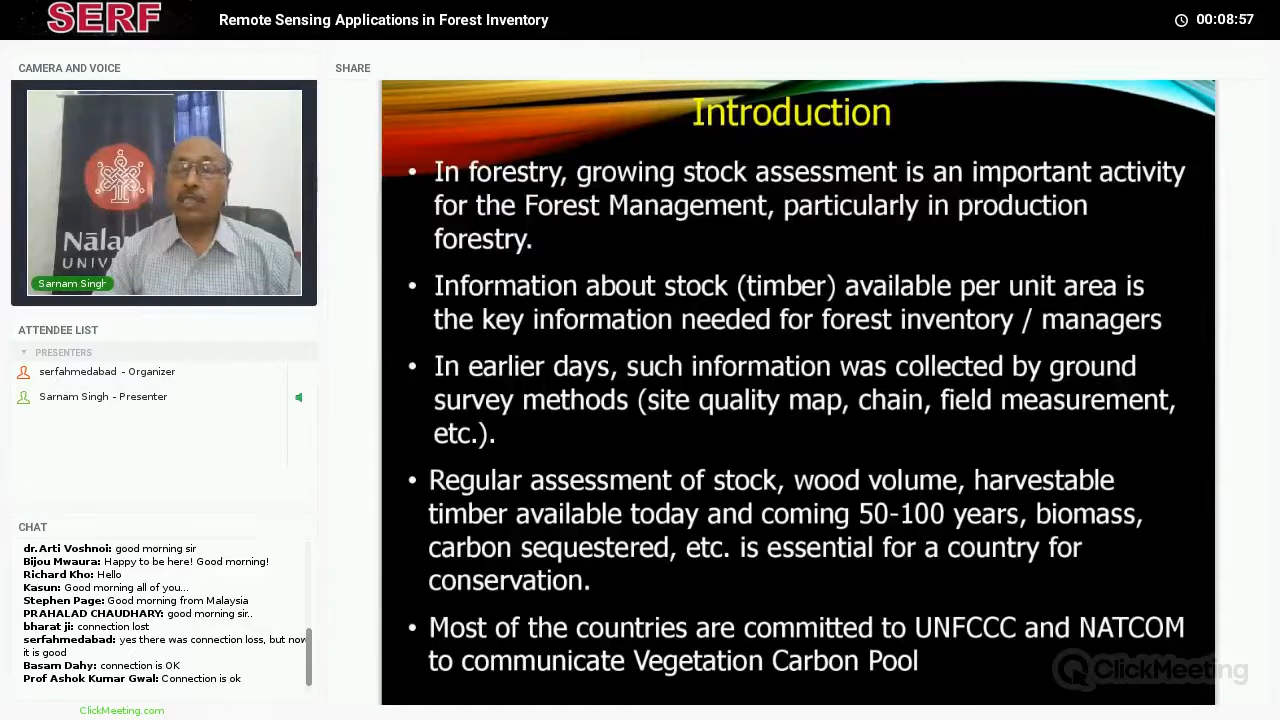 SERF
Remote Sensing Applications in Forest Inventory
00:08:57
CAMERA AND VOICE
Nālan
UNIVE
Sarnam Singh
ATTENDEE LIST
PRESENTERS
serfahmedabad - Organizer
Sarnam Singh - Presenter
CHAT
dr.Arti Voshnoi: good morning sir
Bijou Mwaura: Happy to be here! Good morning!
Richard Kho: Hello
Kasun: Good morning all of you...
Stephen Page: Good morning from Malaysia
PRAHALAD CHAUDHARY: good morning sir..
bharat ji: connection lost
serfahmedabad: yes there was connection loss, but now
it is good
Basam Dahy: connection is OK
Prof Ashok Kumar Gwal: Connection is ok
ClickMeeting.com
SHARE
Introduction
• In forestry, growing stock assessment is an important activity
for the Forest Management, particularly in production
forestry.
• Information about stock (timber) available per unit area is
the key information needed for forest inventory / managers
• In earlier days, such information was collected by ground
survey methods (site quality map, chain, field measurement,
etc.).
• Regular assessment of stock, wood volume, harvestable
timber available today and coming 50-100 years, biomass,
carbon sequestered, etc. is essential for a country for
conservation.
• Most of the countries are committed to UNFCCC and NATCOM
to communicate Vegetation Carbon Pool
ClickMeeting